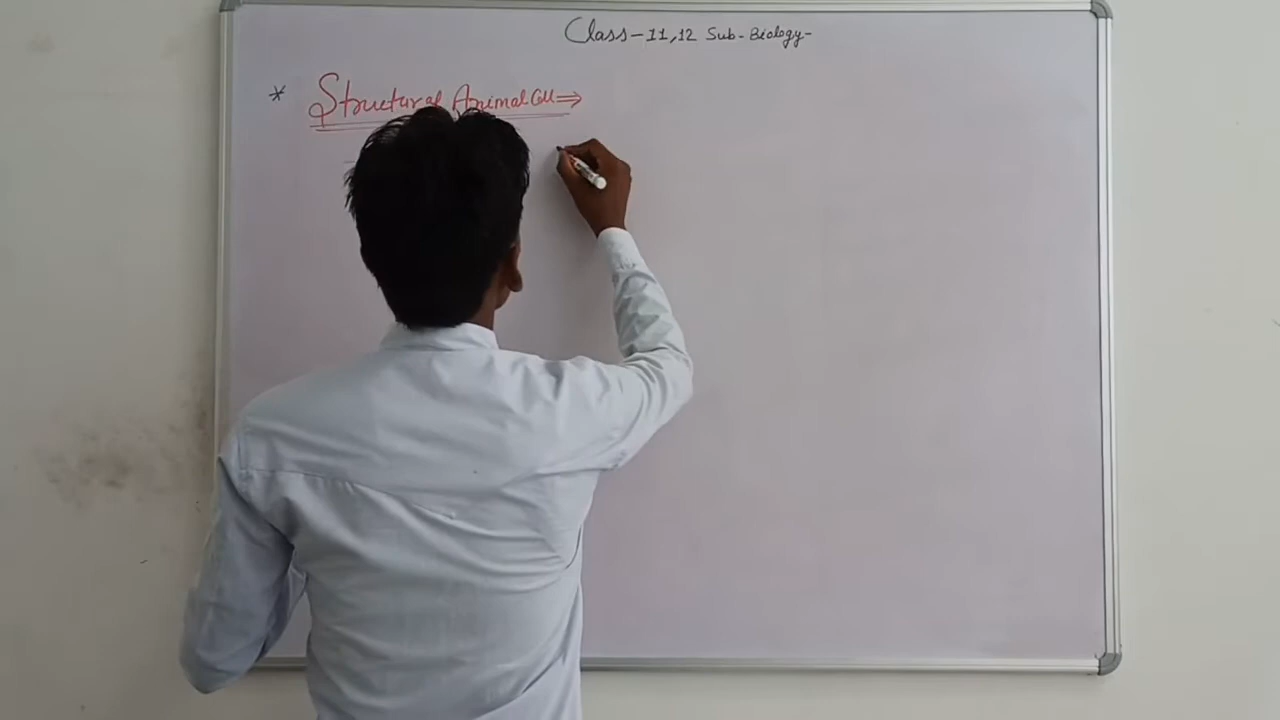 Class-11,12 Sub-Biology-
* Structural Animal Cell⇒